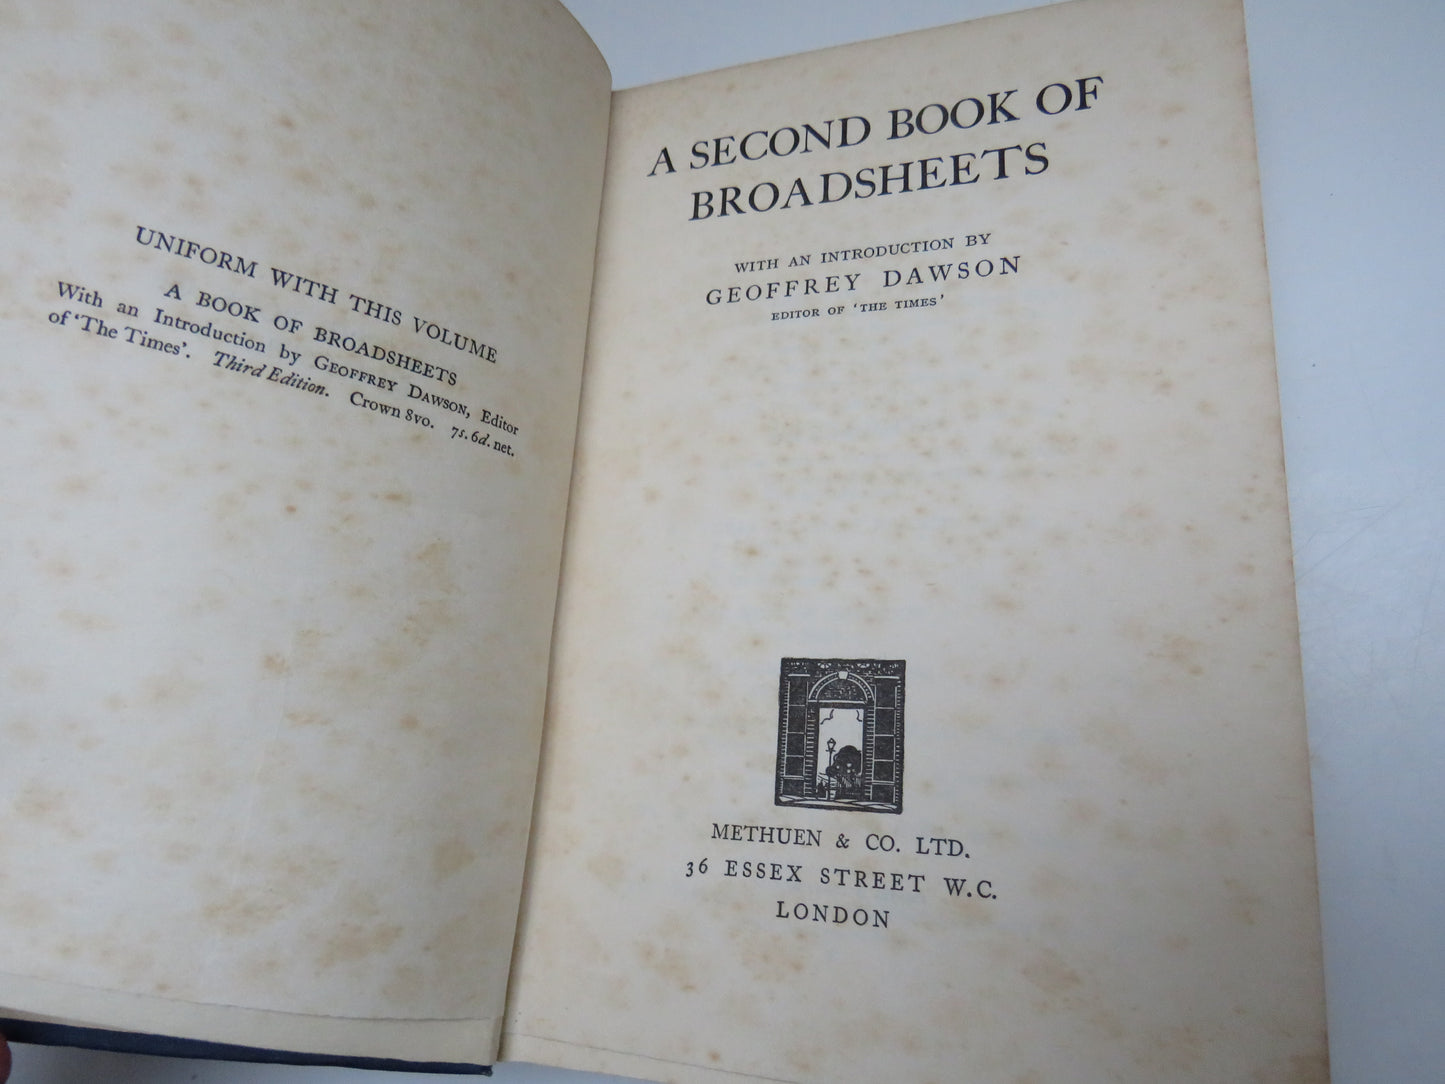 UNIFORM WITH THIS VOLUME
A BOOK OF BROADSHEETS
With an Introduction by GEOFFREY DAWSON, Editor
of 'The Times'. Third Edition. Crown 8vo. 7s. 6d. net.
A SECOND BOOK OF
BROADSHEETS
WITH AN INTRODUCTION BY
GEOFFREY DAWSON
EDITOR OF 'THE TIMES'
METHUEN & CO. LTD.
36 ESSEX STREET W.C.
LONDON